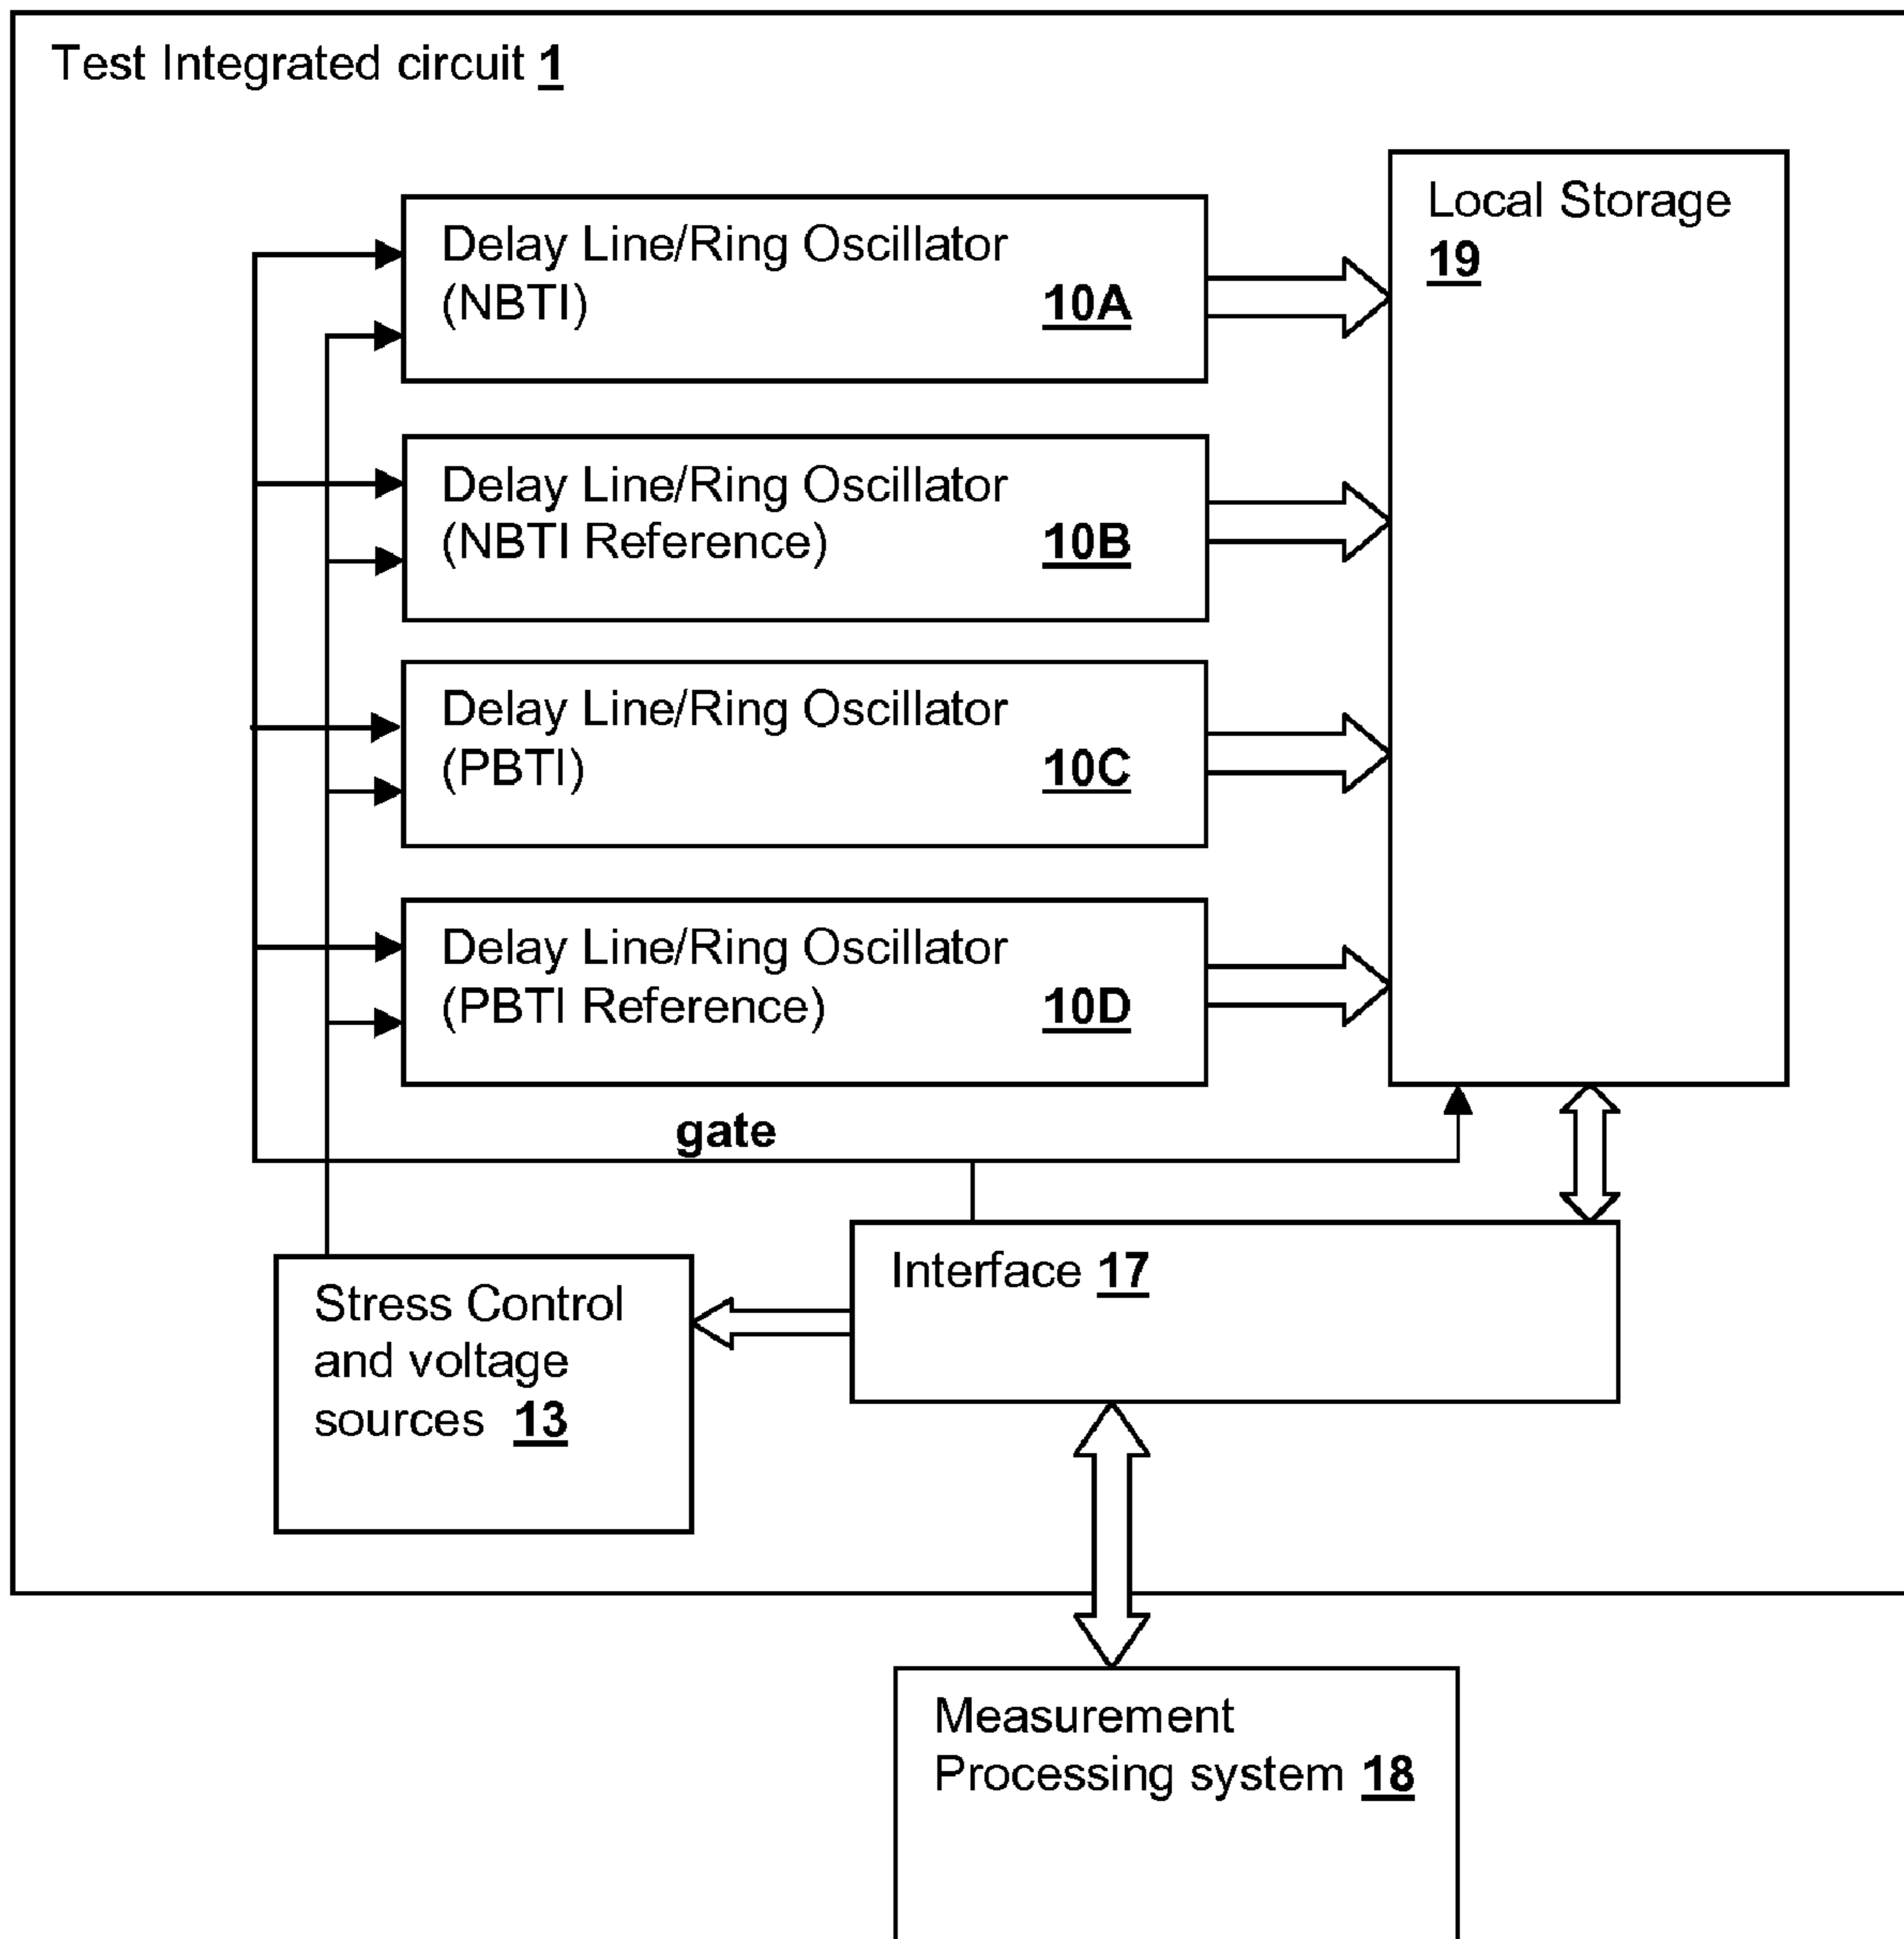 Test Integrated circuit 1
Delay Line/Ring Oscillator
(NBTI) 10A
Local Storage
19
Delay Line/Ring Oscillator
(NBTI Reference) 10B
Delay Line/Ring Oscillator
(PBTI) 10C
Delay Line/Ring Oscillator
(PBTI Reference) 10D
gate
Interface 17
Stress Control
and voltage
sources 13
Measurement
Processing system 18